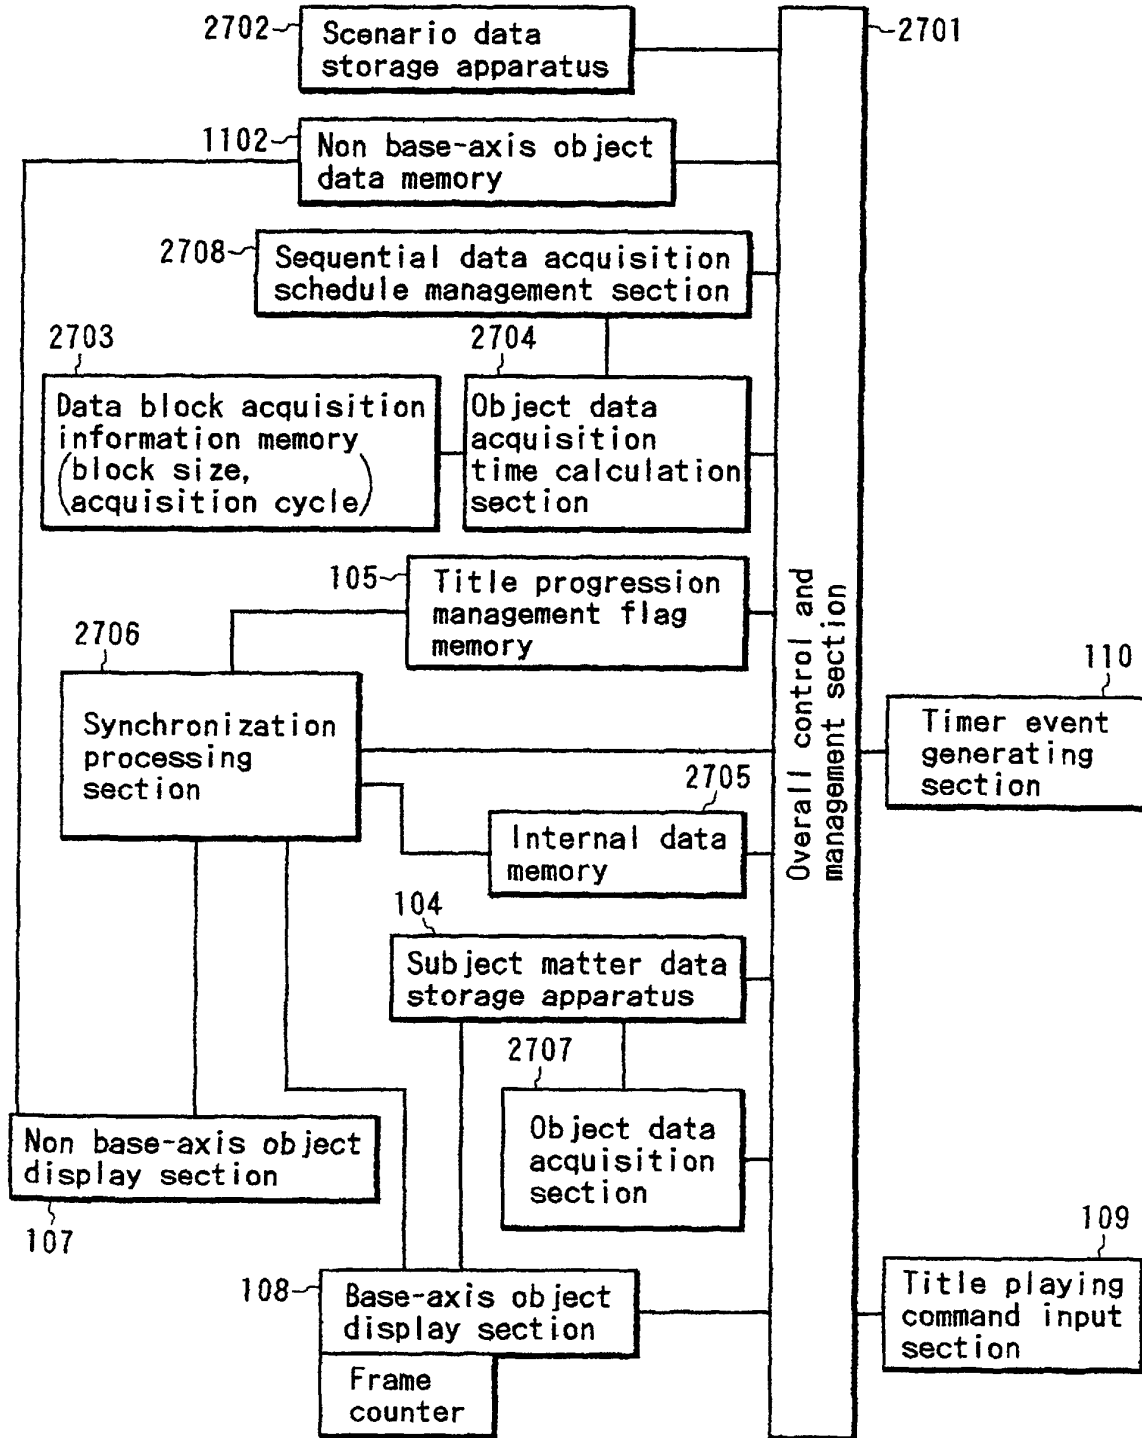 2702
Scenario data
storage apparatus
2701
1102
Non base-axis object
data memory
2708
Sequential data acquisition
schedule management section
2703
Data block acquisition
information memory
(block size,
acquisition cycle)
2704
Object data
acquisition
time calculation
section
105
Title progression
management flag
memory
2706
Synchronization
processing
section
Overall control and
management section
110
Timer event
generating
section
2705
Internal data
memory
104
Subject matter data
storage apparatus
2707
Object data
acquisition
section
Non base-axis object
display section
107
108
Base-axis object
display section
Frame
counter
109
Title playing
command input
section